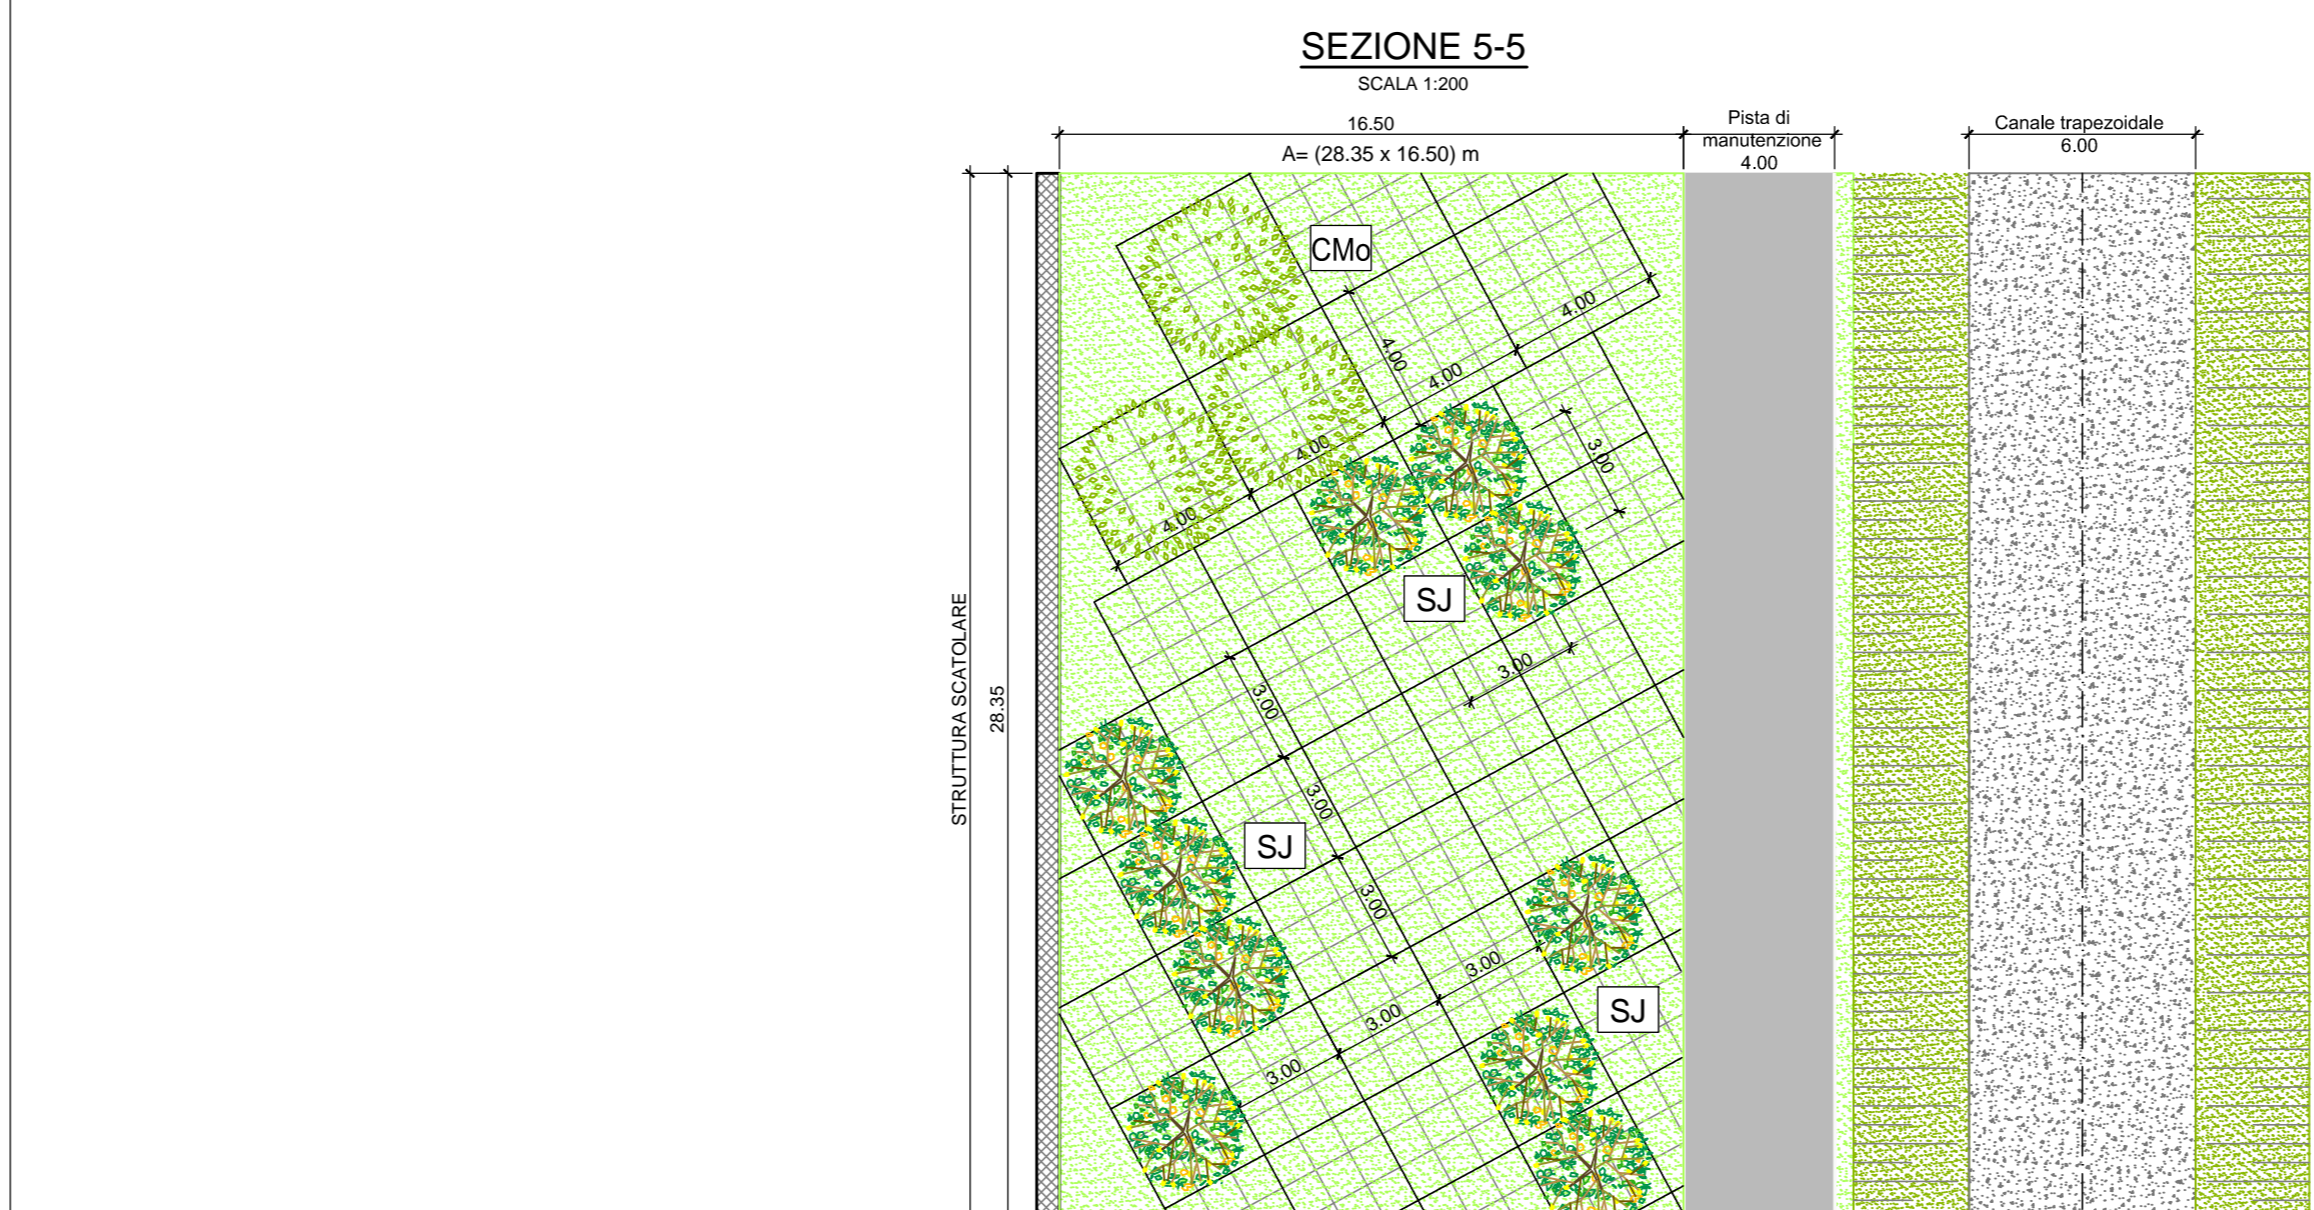 SEZIONE 5-5
SCALA 1:200
16.50
A= (28.35 x 16.50) m
Pista di
manutenzione
4.00
Canale trapezoidale
6.00
CMo
4.00
4.00
4.00
4.00
4.00
3.00
SJ
3.00
STRUTTURA SCATOLARE
28.35
3.00
3.00
SJ
3.00
3.00
SJ
3.00
3.00